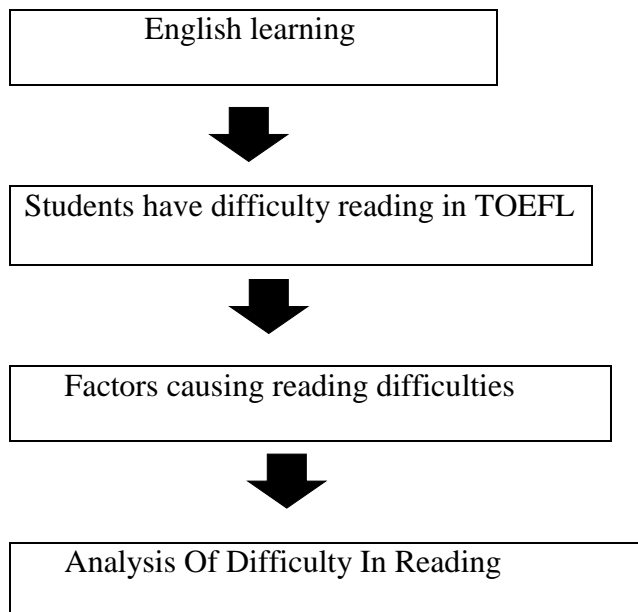 English learning
Students have difficulty reading in TOEFL
Factors causing reading difficulties
Analysis Of Difficulty In Reading